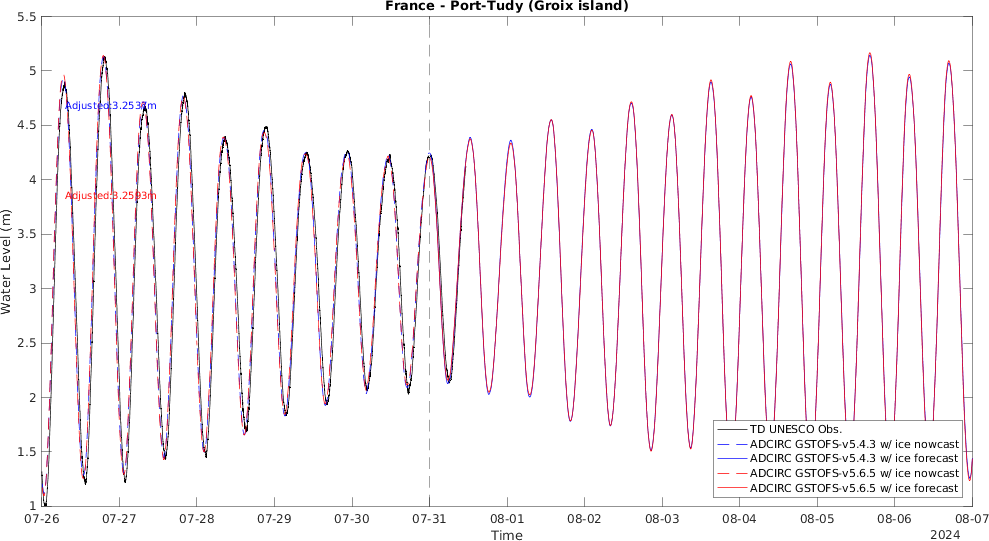 France - Port-Tudy (Groix island)
5.5
5
4.5
4
3.5
3
2.5
2
1.5
1
Water Level (m)
Adjusted:3.2537m
Adjusted:3.2593m
TD UNESCO Obs.
ADCIRC GSTOFS-v5.4.3 w/ ice nowcast
ADCIRC GSTOFS-v5.4.3 w/ ice forecast
ADCIRC GSTOFS-v5.6.5 w/ ice nowcast
ADCIRC GSTOFS-v5.6.5 w/ ice forecast
07-26 07-27 07-28 07-29 07-30 07-31 08-01 08-02 08-03 08-04 08-05 08-06 08-07
Time
2024